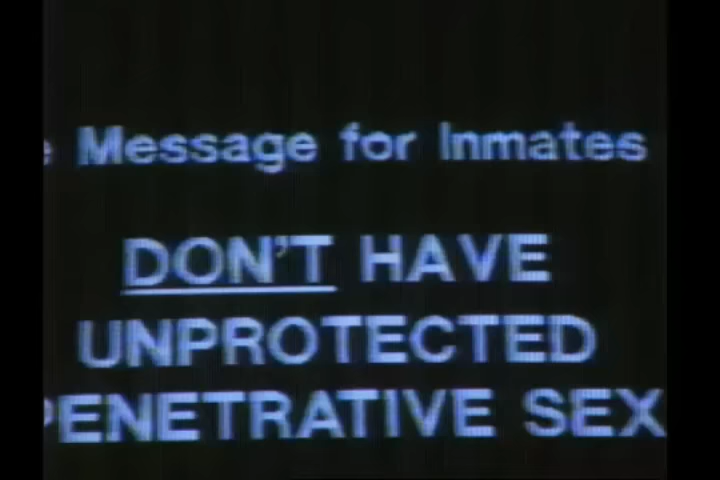 Message for Inmates
DON'T HAVE
UNPROTECTED
PENETRATIVE SEX